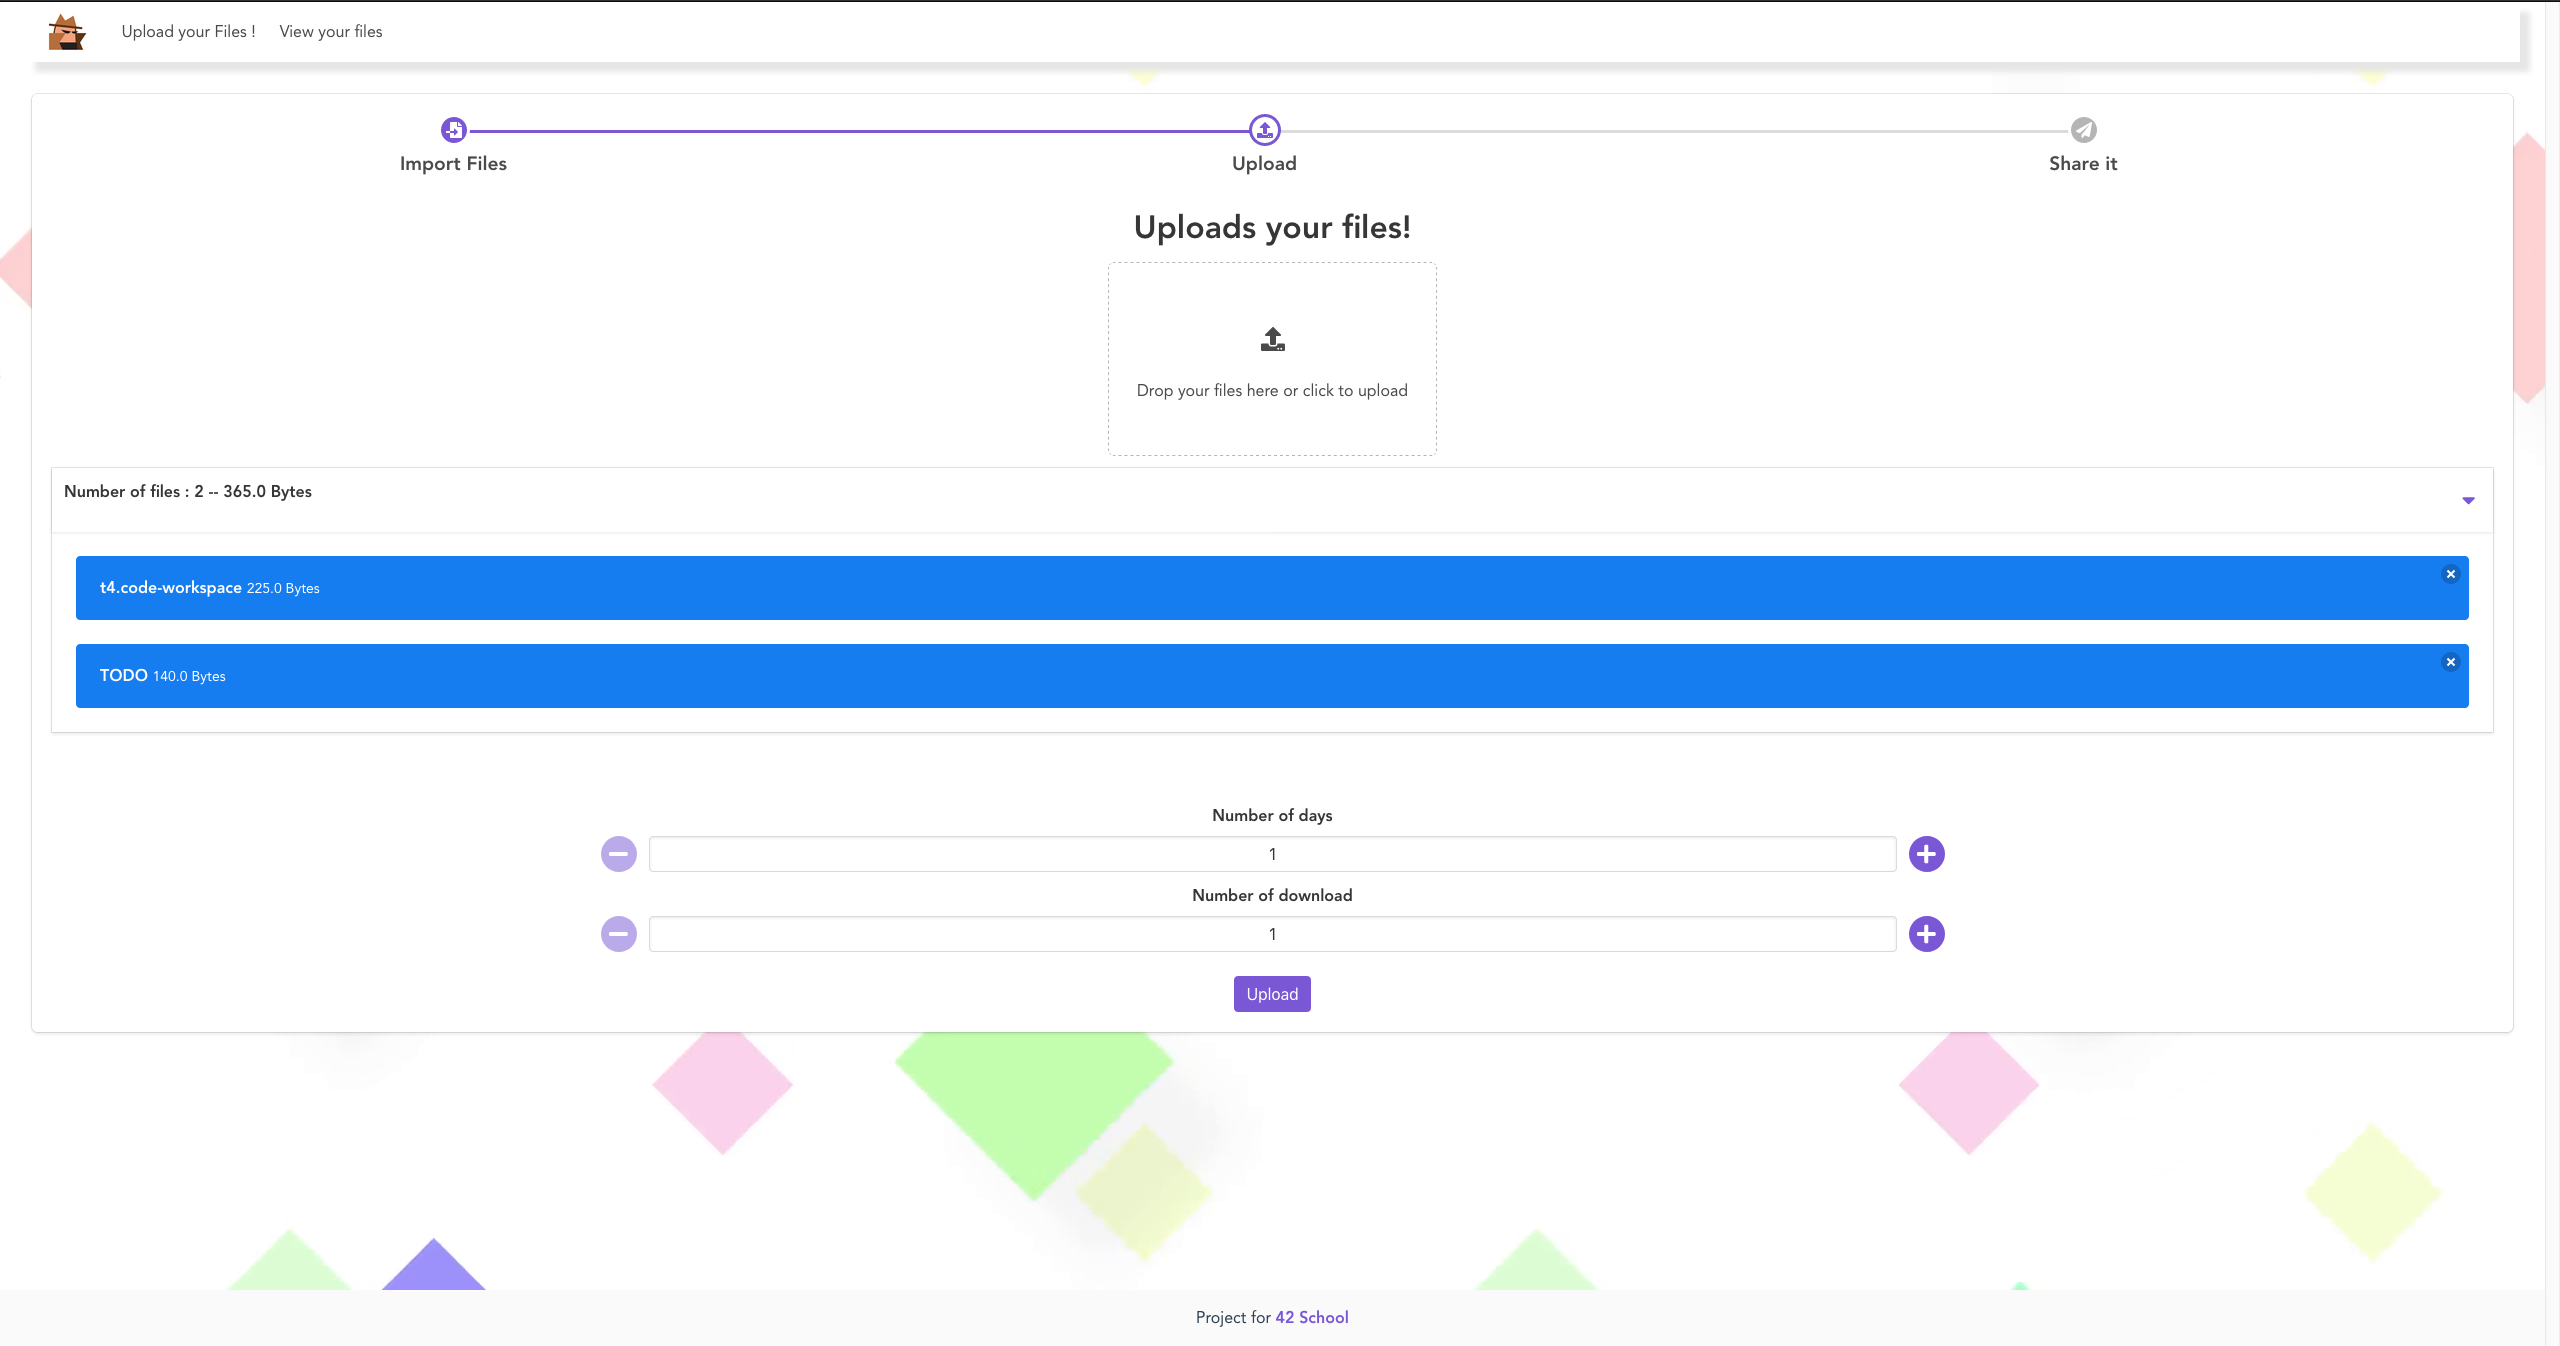 Upload your Files ! View your files
Import Files Upload Share it
Uploads your files!
Drop your files here or click to upload
Number of files : 2 -- 365.0 Bytes
t4.code-workspace 225.0 Bytes
TODO 140.0 Bytes
Number of days
1
Number of download
1
Upload
Project for 42 School